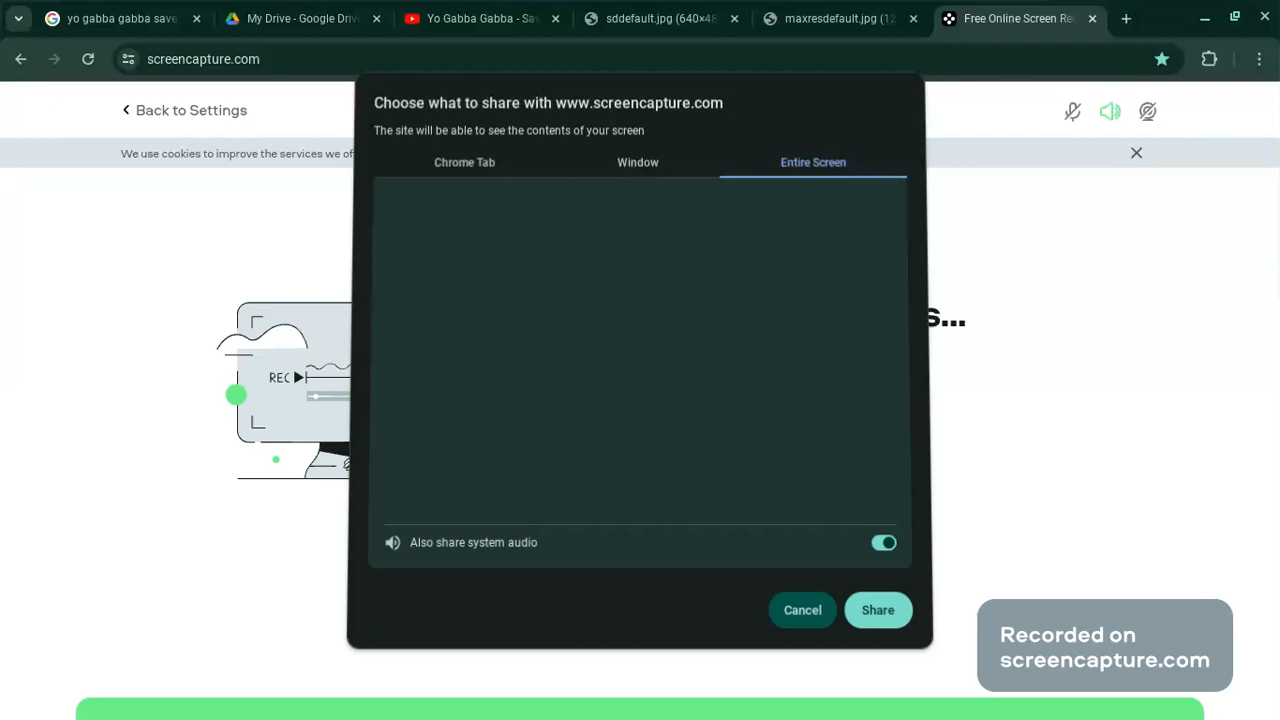 yo gabba gabba save
My Drive - Google Driv
Yo Gabba Gabba - Sav
sddefault.jpg (640×48
maxresdefault.jpg (12
Free Online Screen Re
screencapture.com
Choose what to share with www.screencapture.com
Back to Settings
The site will be able to see the contents of your screen
We use cookies to improve the services we of
Chrome Tab
Window
Entire Screen
s...
REC
Also share system audio
Cancel
Share
Recorded on
screencapture.com